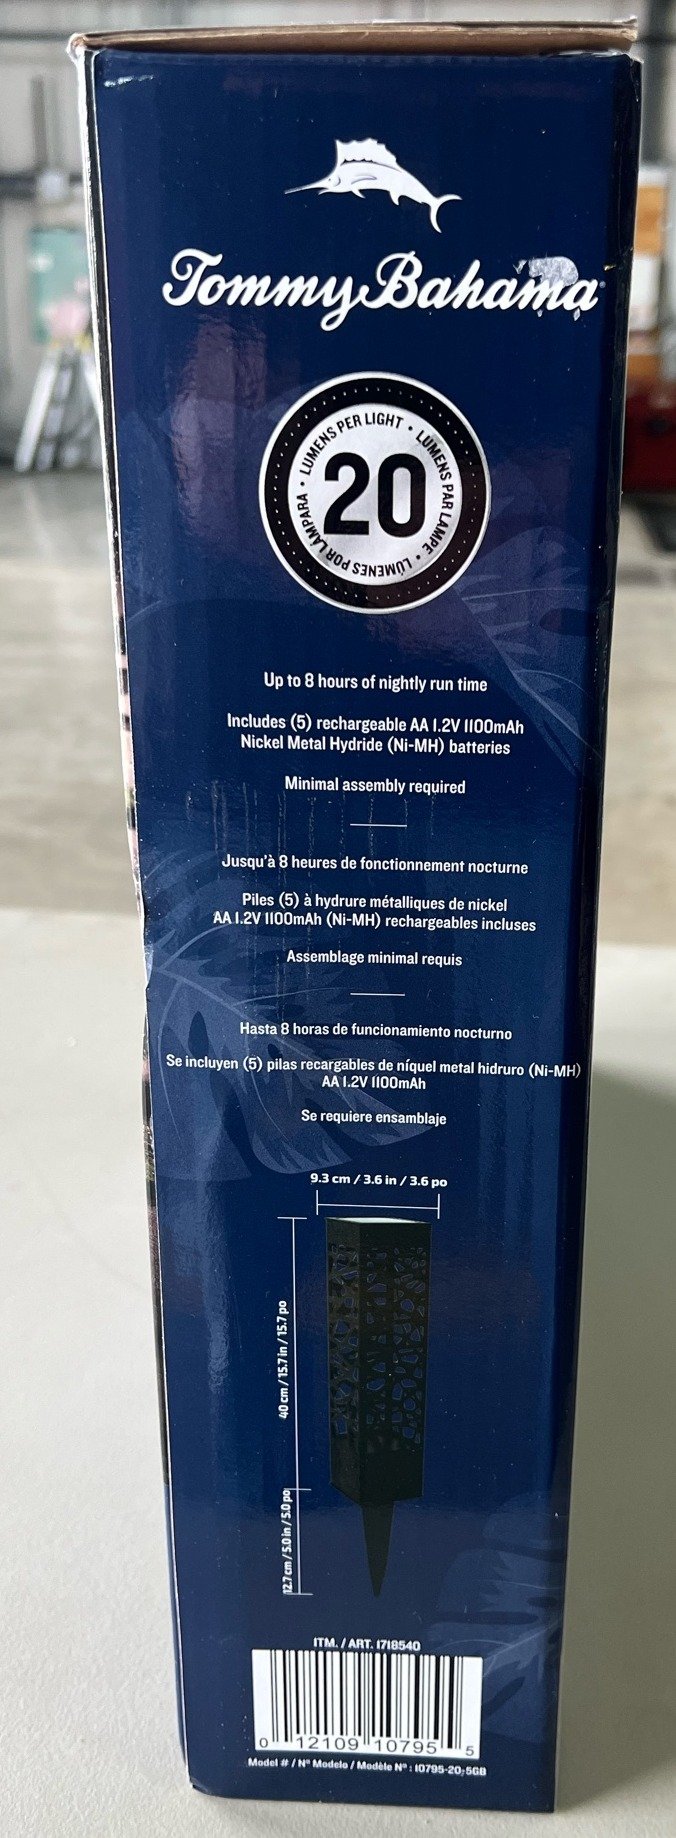 Tommy Bahama
LUMENS PER LIGHT • LUMENS PAR LAMPE • LÚMENES POR LÁMPARA •
20
Up to 8 hours of nightly run time
Includes (5) rechargeable AA 1.2V 1100mAh
Nickel Metal Hydride (Ni-MH) batteries
Minimal assembly required
Jusqu'à 8 heures de fonctionnement nocturne
Piles (5) à hydrure métalliques de nickel
AA 1.2V 1100mAh (Ni-MH) rechargeables incluses
Assemblage minimal requis
Hasta 8 horas de funcionamiento nocturno
Se incluyen (5) pilas recargables de níquel metal hidruro (Ni-MH)
AA 1.2V 1100mAh
Se requiere ensamblaje
9.3 cm / 3.6 in / 3.6 po
40 cm / 15.7 in / 15.7 po
12.7 cm / 5.0 in / 5.0 po
ITM. / ART. 1718540
0 12109 10795 5
Model # / N° Modelo / Modèle N° : 10795-20-5GB